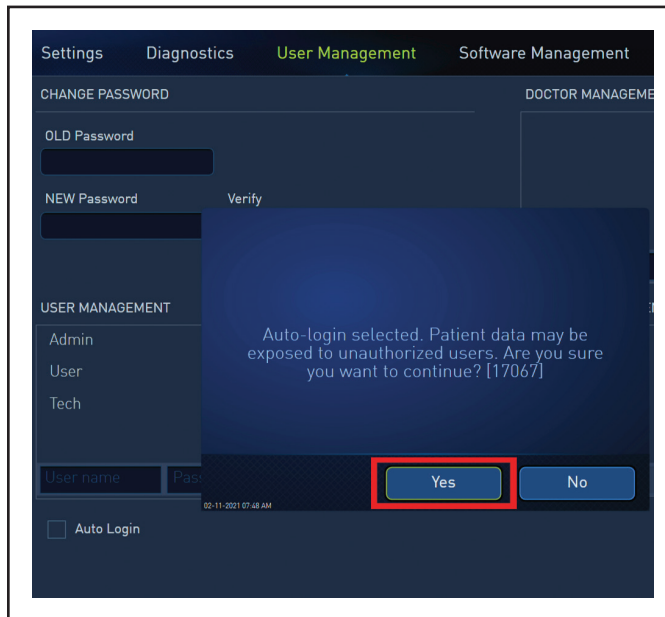 Settings Diagnostics User Management Software Management
CHANGE PASSWORD DOCTOR MANAGEME
OLD Password
NEW Password Verify
USER MANAGEMENT
Admin
User
Tech
User name Pas
Auto-login selected. Patient data may be
exposed to unauthorized users. Are you sure
you want to continue? [17067]
Yes No
02-11-2021 07:48 AM
Auto Login